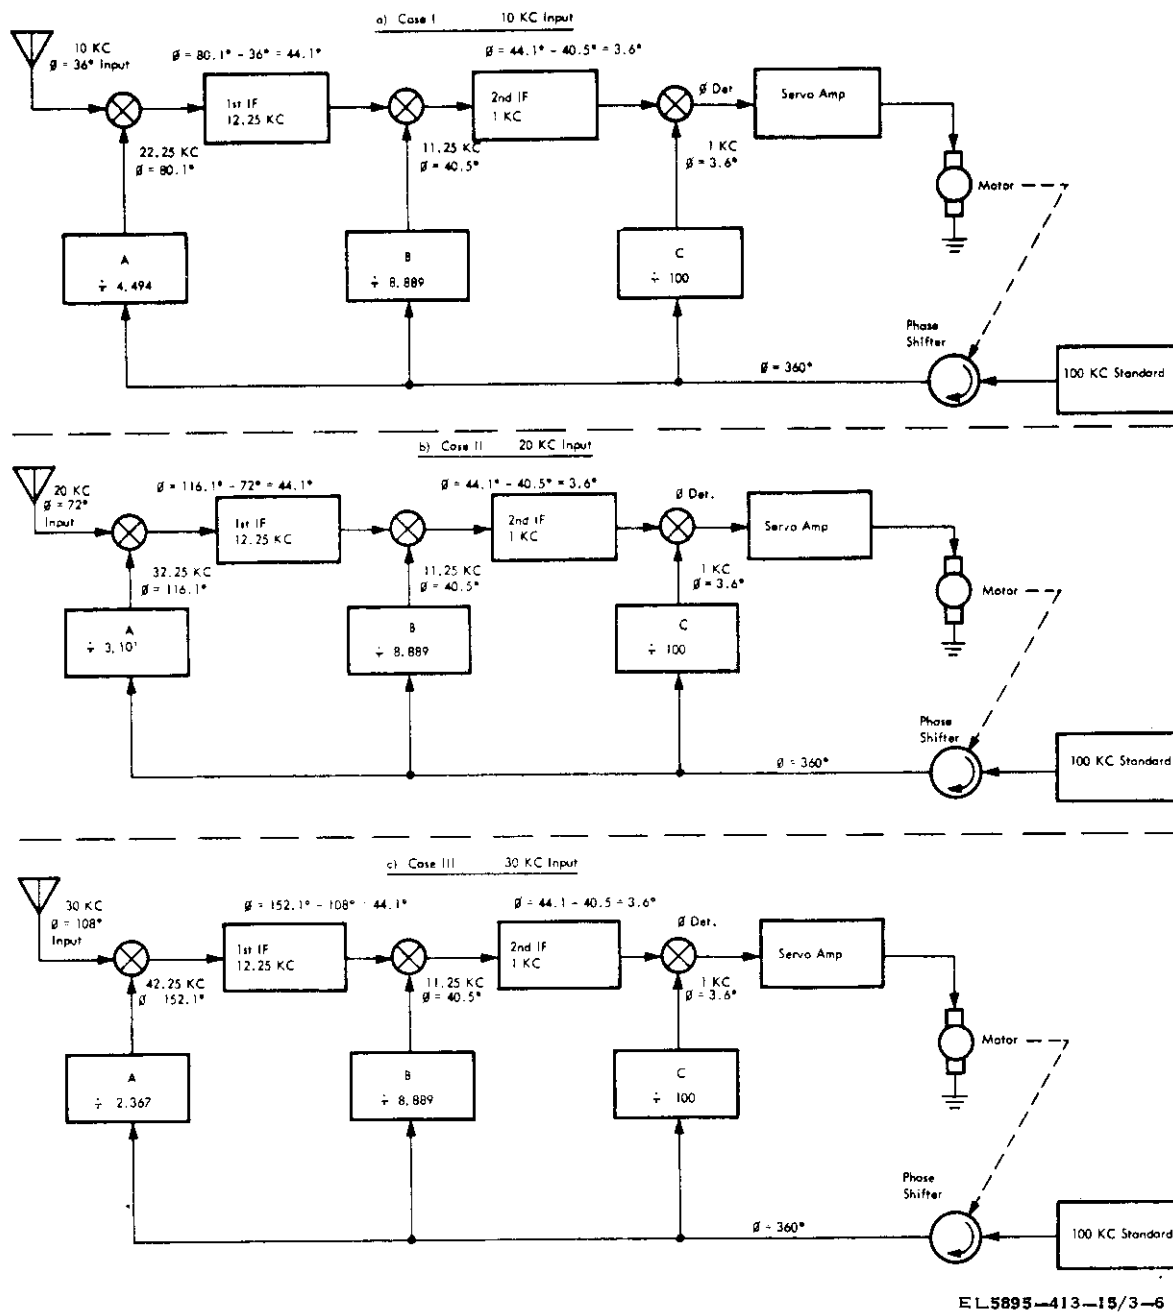 a) Case I 10 KC Input
10 KC
Ø = 36° Input
Ø = 80.1° - 36° = 44.1°
Ø = 44.1° - 40.5° = 3.6°
1st IF
12.25 KC
2nd IF
1 KC
Ø Det.
Servo Amp
22.25 KC
Ø = 80.1°
11.25 KC
Ø = 40.5°
1 KC
Ø = 3.6°
Motor
A
÷ 4.494
B
÷ 8.889
C
÷ 100
Phase
Shifter
Ø = 360°
100 KC Standard
b) Case II 20 KC Input
20 KC
Ø = 72°
Input
Ø = 116.1° - 72° = 44.1°
Ø = 44.1° - 40.5° = 3.6°
1st IF
12.25 KC
2nd IF
1 KC
Ø Det.
Servo Amp
32.25 KC
Ø = 116.1°
11.25 KC
Ø = 40.5°
1 KC
Ø = 3.6°
Motor
A
÷ 3.10
B
÷ 8.889
C
÷ 100
Phase
Shifter
Ø = 360°
100 KC Standard
c) Case III 30 KC Input
30 KC
Ø = 108°
Input
Ø = 152.1° - 108° 44.1°
Ø = 44.1 - 40.5 = 3.6°
1st IF
12.25 KC
2nd IF
1 KC
Ø Det.
Servo Amp
42.25 KC
Ø 152.1°
11.25 KC
Ø = 40.5°
1 KC
Ø = 3.6°
Motor
A
÷ 2.367
B
÷ 8.889
C
÷ 100
Phase
Shifter
Ø - 360°
100 KC Standard
EL5895-413-15/3-6